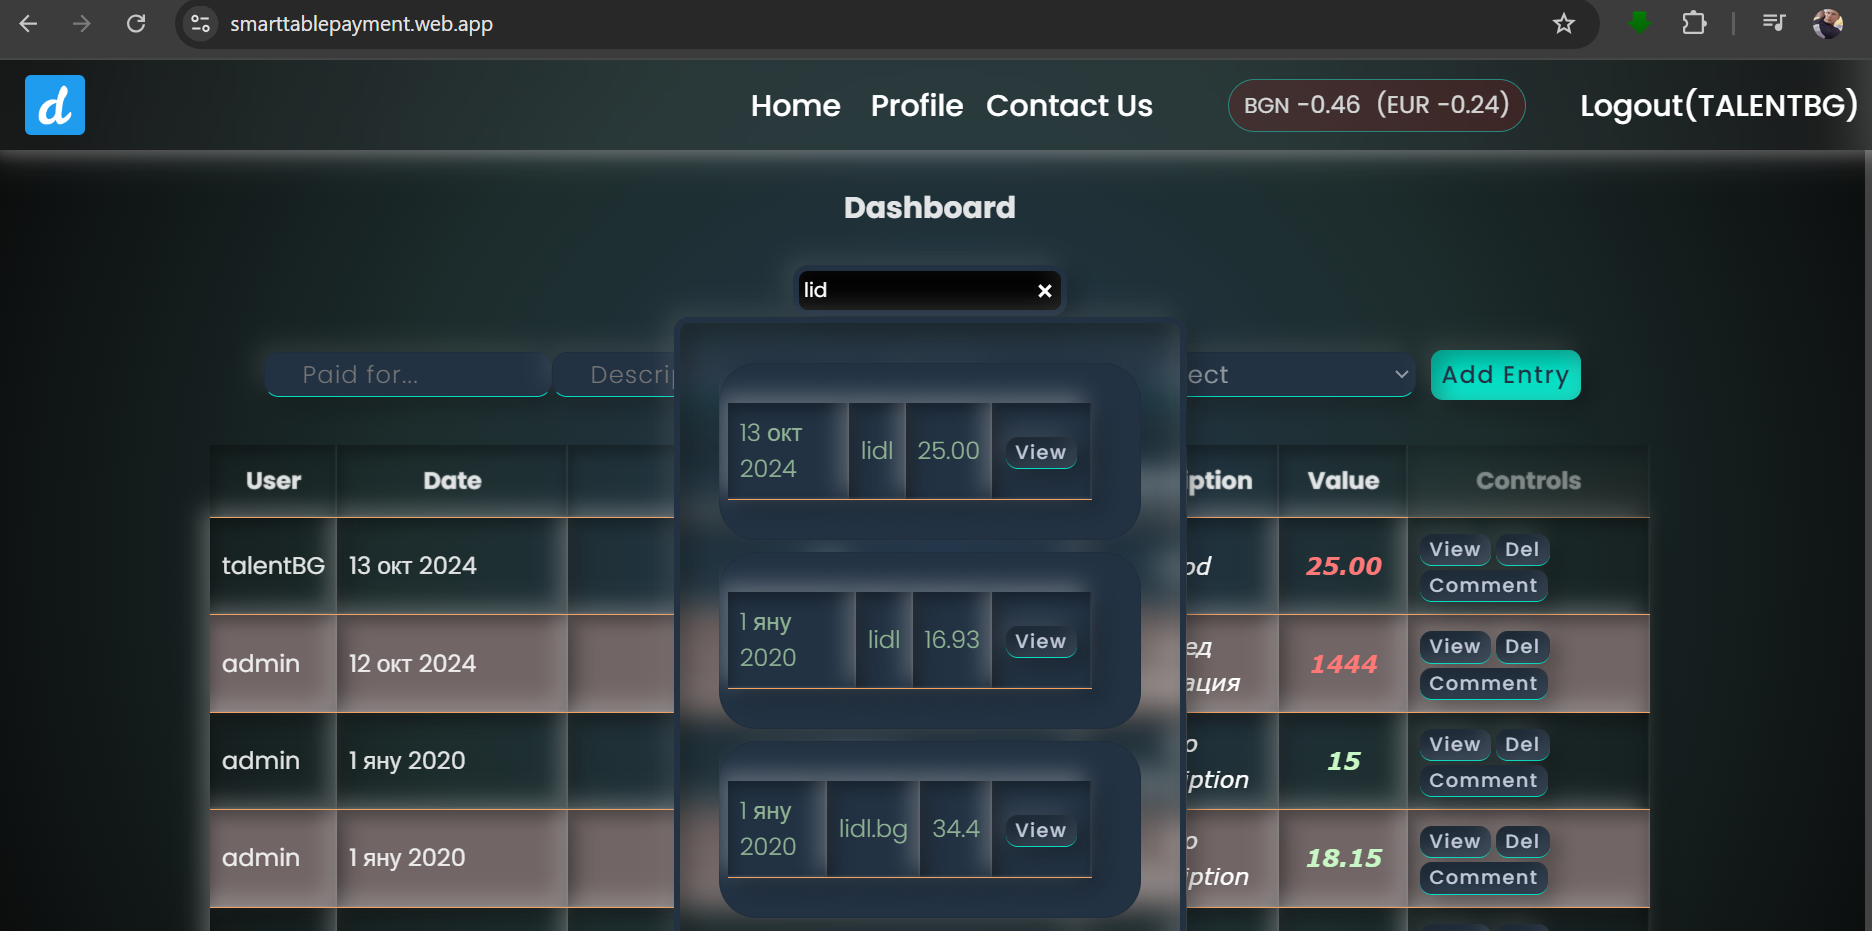 smarttablepayment.web.app
d
Home Profile Contact Us BGN -0.46 (EUR -0.24) Logout(TALENTBG)
Dashboard
lid
Paid for... Descrip ect Add Entry
User Date ption Value Controls
13 окт
2024
lidl 25.00 View
talentBG 13 окт 2024 od 25.00 View Del
Comment
1 яну
2020
lidl 16.93 View
admin 12 окт 2024 ед
ация
1444 View Del
Comment
admin 1 яну 2020 o
iption
15 View Del
Comment
1 яну
2020
lidl.bg 34.4 View
admin 1 яну 2020 o
iption
18.15 View Del
Comment